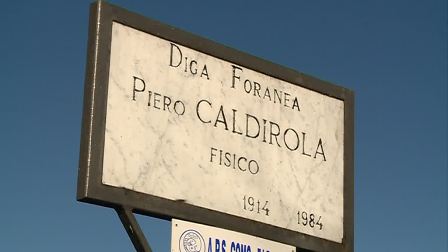 DIGA FORANEA
PIERO CALDIROLA
FISICO
1914 1984